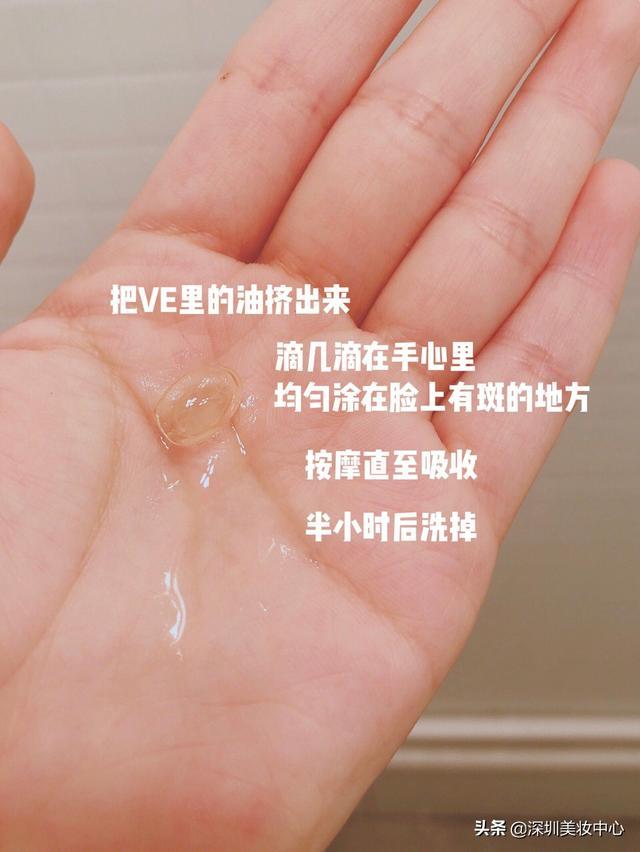 把VE里的油挤出来
滴几滴在手心里
均匀涂在脸上有斑的地方
按摩直至吸收
半小时后洗掉
头条 @深圳美妆中心